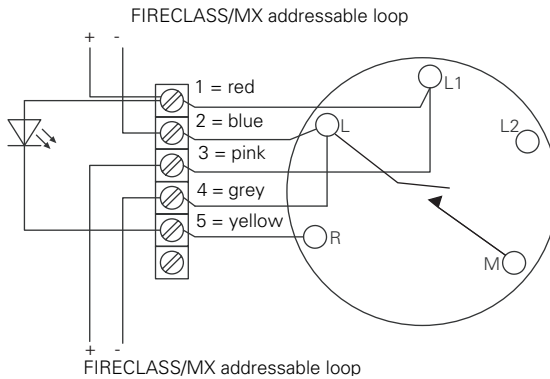 FIRECLASS/MX addressable loop
+ -
1 = red
L1
2 = blue
L
L2
3 = pink
4 = grey
5 = yellow
R
M
+ -
FIRECLASS/MX addressable loop